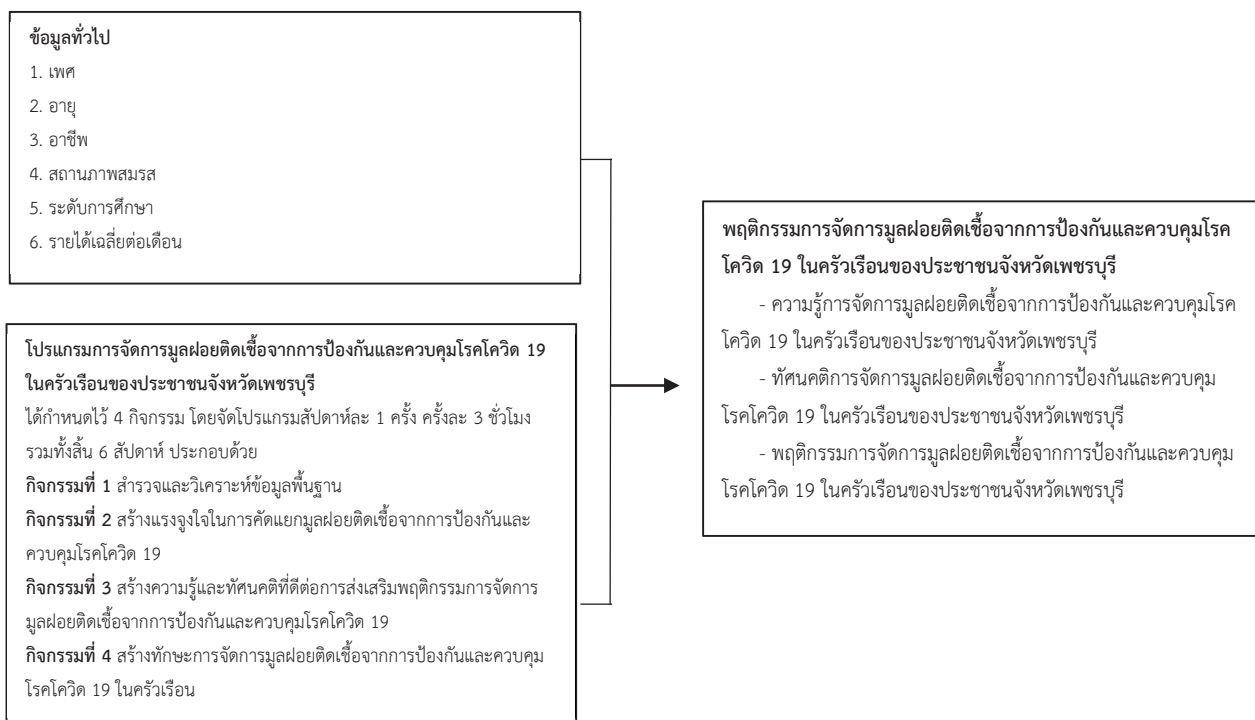 ข้อมูลทั่วไป
1. เพศ
2. อายุ
3. อาชีพ
4. สถานภาพสมรส
5. ระดับการศึกษา
6. รายได้เฉลี่ยต่อเดือน
โปรแกรมการจัดการมูลฝอยติดเชื้อจากการป้องกันและควบคุมโรคโควิด 19
ในครัวเรือนของประชาชนจังหวัดเพชรบุรี
ได้กำหนดไว้ 4 กิจกรรม โดยจัดโปรแกรมสัปดาห์ละ 1 ครั้ง ครั้งละ 3 ชั่วโมง
รวมทั้งสิ้น 6 สัปดาห์ ประกอบด้วย
กิจกรรมที่ 1 สำรวจและวิเคราะห์ข้อมูลพื้นฐาน
กิจกรรมที่ 2 สร้างแรงจูงใจในการคัดแยกมูลฝอยติดเชื้อจากการป้องกันและ
ควบคุมโรคโควิด 19
กิจกรรมที่ 3 สร้างความรู้และทัศนคติที่ดีต่อการส่งเสริมพฤติกรรมการจัดการ
มูลฝอยติดเชื้อจากการป้องกันและควบคุมโรคโควิด 19
กิจกรรมที่ 4 สร้างทักษะการจัดการมูลฝอยติดเชื้อจากการป้องกันและควบคุม
โรคโควิด 19 ในครัวเรือน
พฤติกรรมการจัดการมูลฝอยติดเชื้อจากการป้องกันและควบคุมโรค
โควิด 19 ในครัวเรือนของประชาชนจังหวัดเพชรบุรี
- ความรู้การจัดการมูลฝอยติดเชื้อจากการป้องกันและควบคุมโรค
โควิด 19 ในครัวเรือนของประชาชนจังหวัดเพชรบุรี
- ทัศนคติการจัดการมูลฝอยติดเชื้อจากการป้องกันและควบคุม
โรคโควิด 19 ในครัวเรือนของประชาชนจังหวัดเพชรบุรี
- พฤติกรรมการจัดการมูลฝอยติดเชื้อจากการป้องกันและควบคุม
โรคโควิด 19 ในครัวเรือนของประชาชนจังหวัดเพชรบุรี